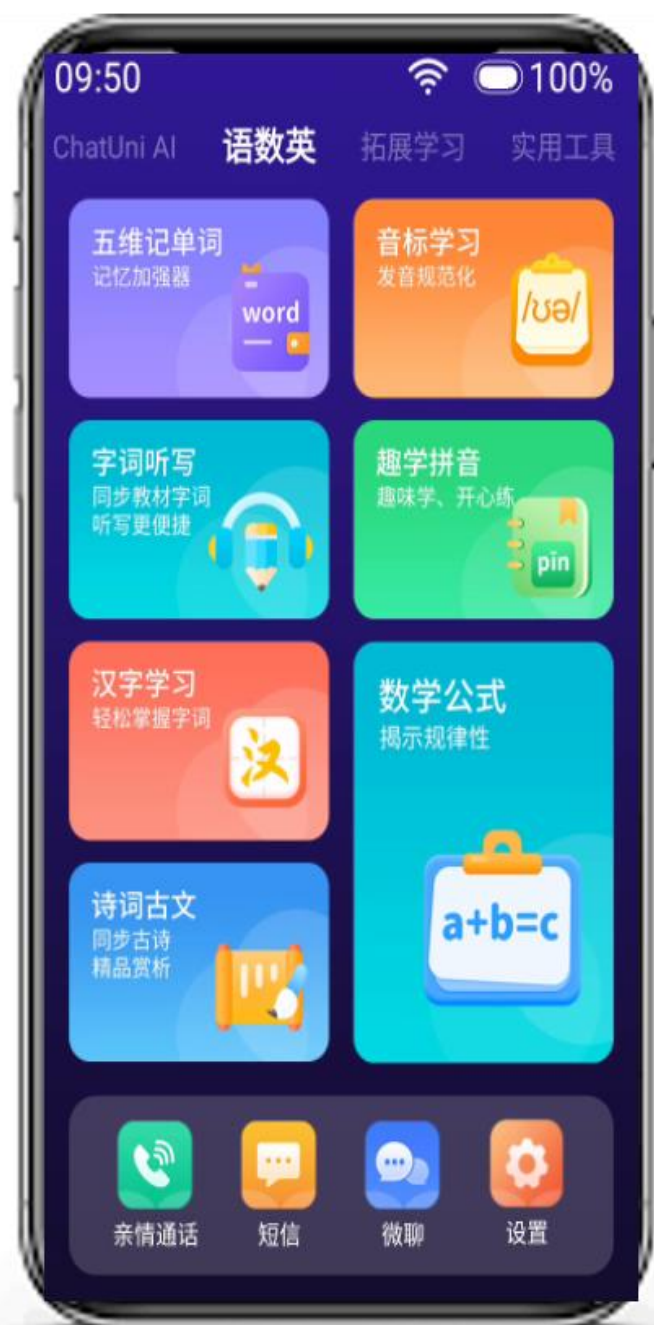 09:50 100%
ChatUni AI 语数英 拓展学习 实用工具
五维记单词
记忆加强器
word
音标学习
发音规范化
/ʊə/
字词听写
同步教材字词
听写更便捷
趣学拼音
趣味学、开心练
pīn
汉字学习
轻松掌握字词
汉
数学公式
揭示规律性
a+b=c
诗词古文
同步古诗
精品赏析
亲情通话 短信 微聊 设置